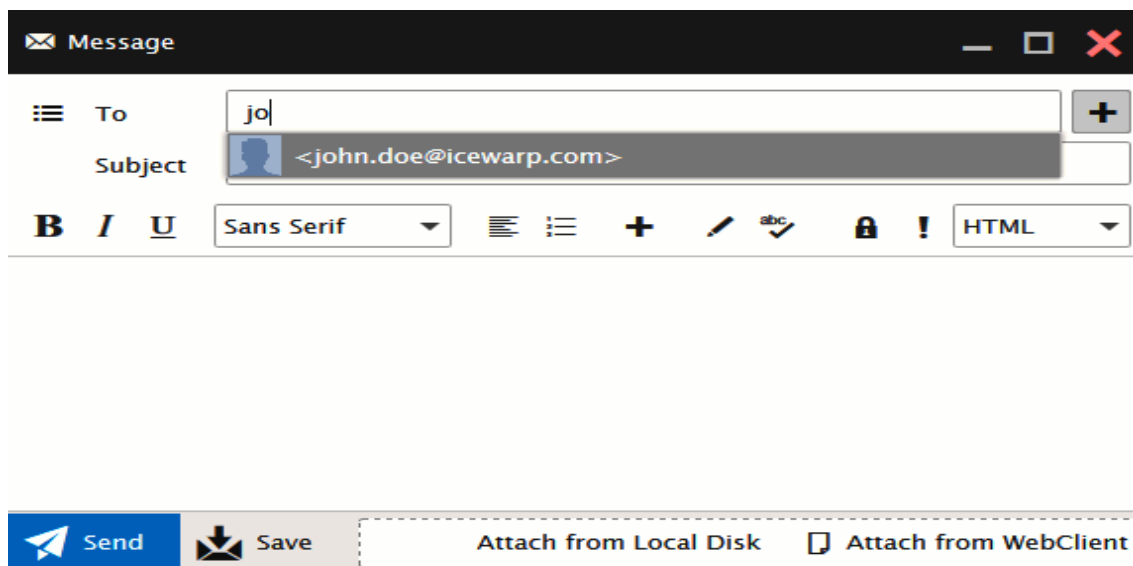 Message
To jo
<john.doe@icewarp.com>
Subject
B I U Sans Serif abc ! HTML
Send Save Attach from Local Disk Attach from WebClient